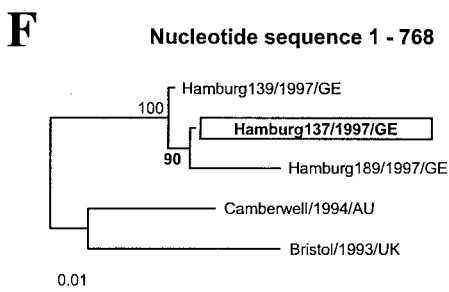 F
Nucleotide sequence 1 - 768
Hamburg139/1997/GE
100
Hamburg137/1997/GE
90
Hamburg189/1997/GE
Camberwell/1994/AU
Bristol/1993/UK
0.01